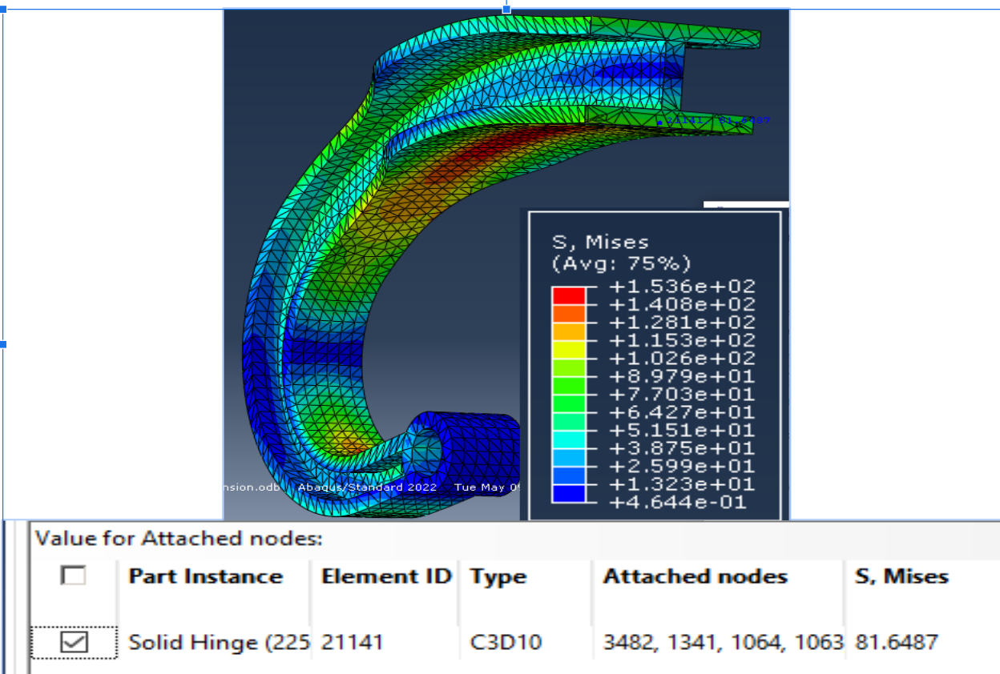 21141 81.6487
S, Mises
(Avg: 75%)
+1.536e+02
+1.408e+02
+1.281e+02
+1.153e+02
+1.026e+02
+8.979e+01
+7.703e+01
+6.427e+01
+5.151e+01
+3.875e+01
+2.599e+01
+1.323e+01
+4.644e-01
nsion.odb Abaqus/Standard 2022 Tue May 0
Value for Attached nodes:
Part Instance Element ID Type Attached nodes S, Mises
Solid Hinge (225 21141 C3D10 3482, 1341, 1064, 1063 81.6487